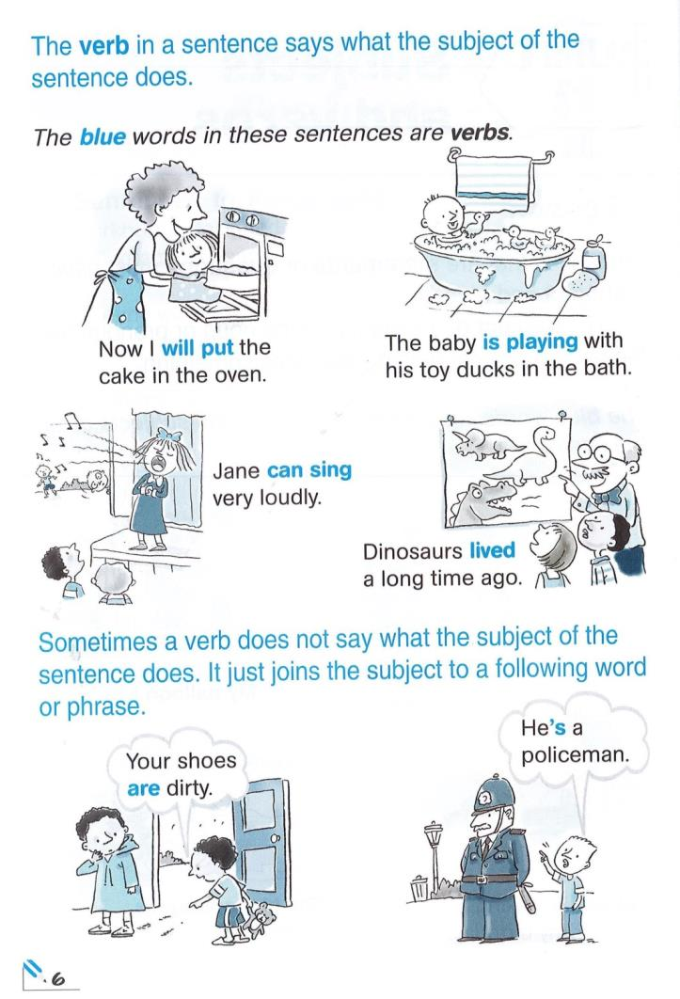 The verb in a sentence says what the subject of the
sentence does.
The blue words in these sentences are verbs.
Now I will put the
cake in the oven.
The baby is playing with
his toy ducks in the bath.
Jane can sing
very loudly.
Dinosaurs lived
a long time ago.
Sometimes a verb does not say what the subject of the
sentence does. It just joins the subject to a following word
or phrase.
Your shoes
are dirty.
He's a
policeman.
6